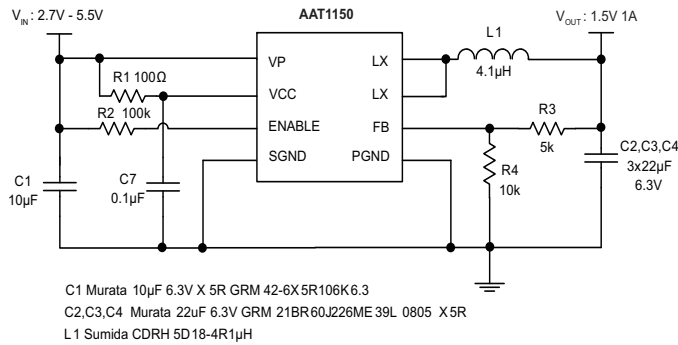 V_IN : 2.7V - 5.5V
AAT1150
V_OUT : 1.5V 1A
L1
4.1µH
VP
LX
R1 100Ω
VCC
LX
R2 100k
ENABLE
FB
R3
5k
SGND
PGND
C1
10µF
C7
0.1µF
R4
10k
C2,C3,C4
3x22µF
6.3V
C1 Murata 10µF 6.3V X 5R GRM 42-6X5R106K6.3
C2,C3,C4 Murata 22uF 6.3V GRM 21BR60J226ME39L 0805 X5R
L1 Sumida CDRH 5D18-4R1µH